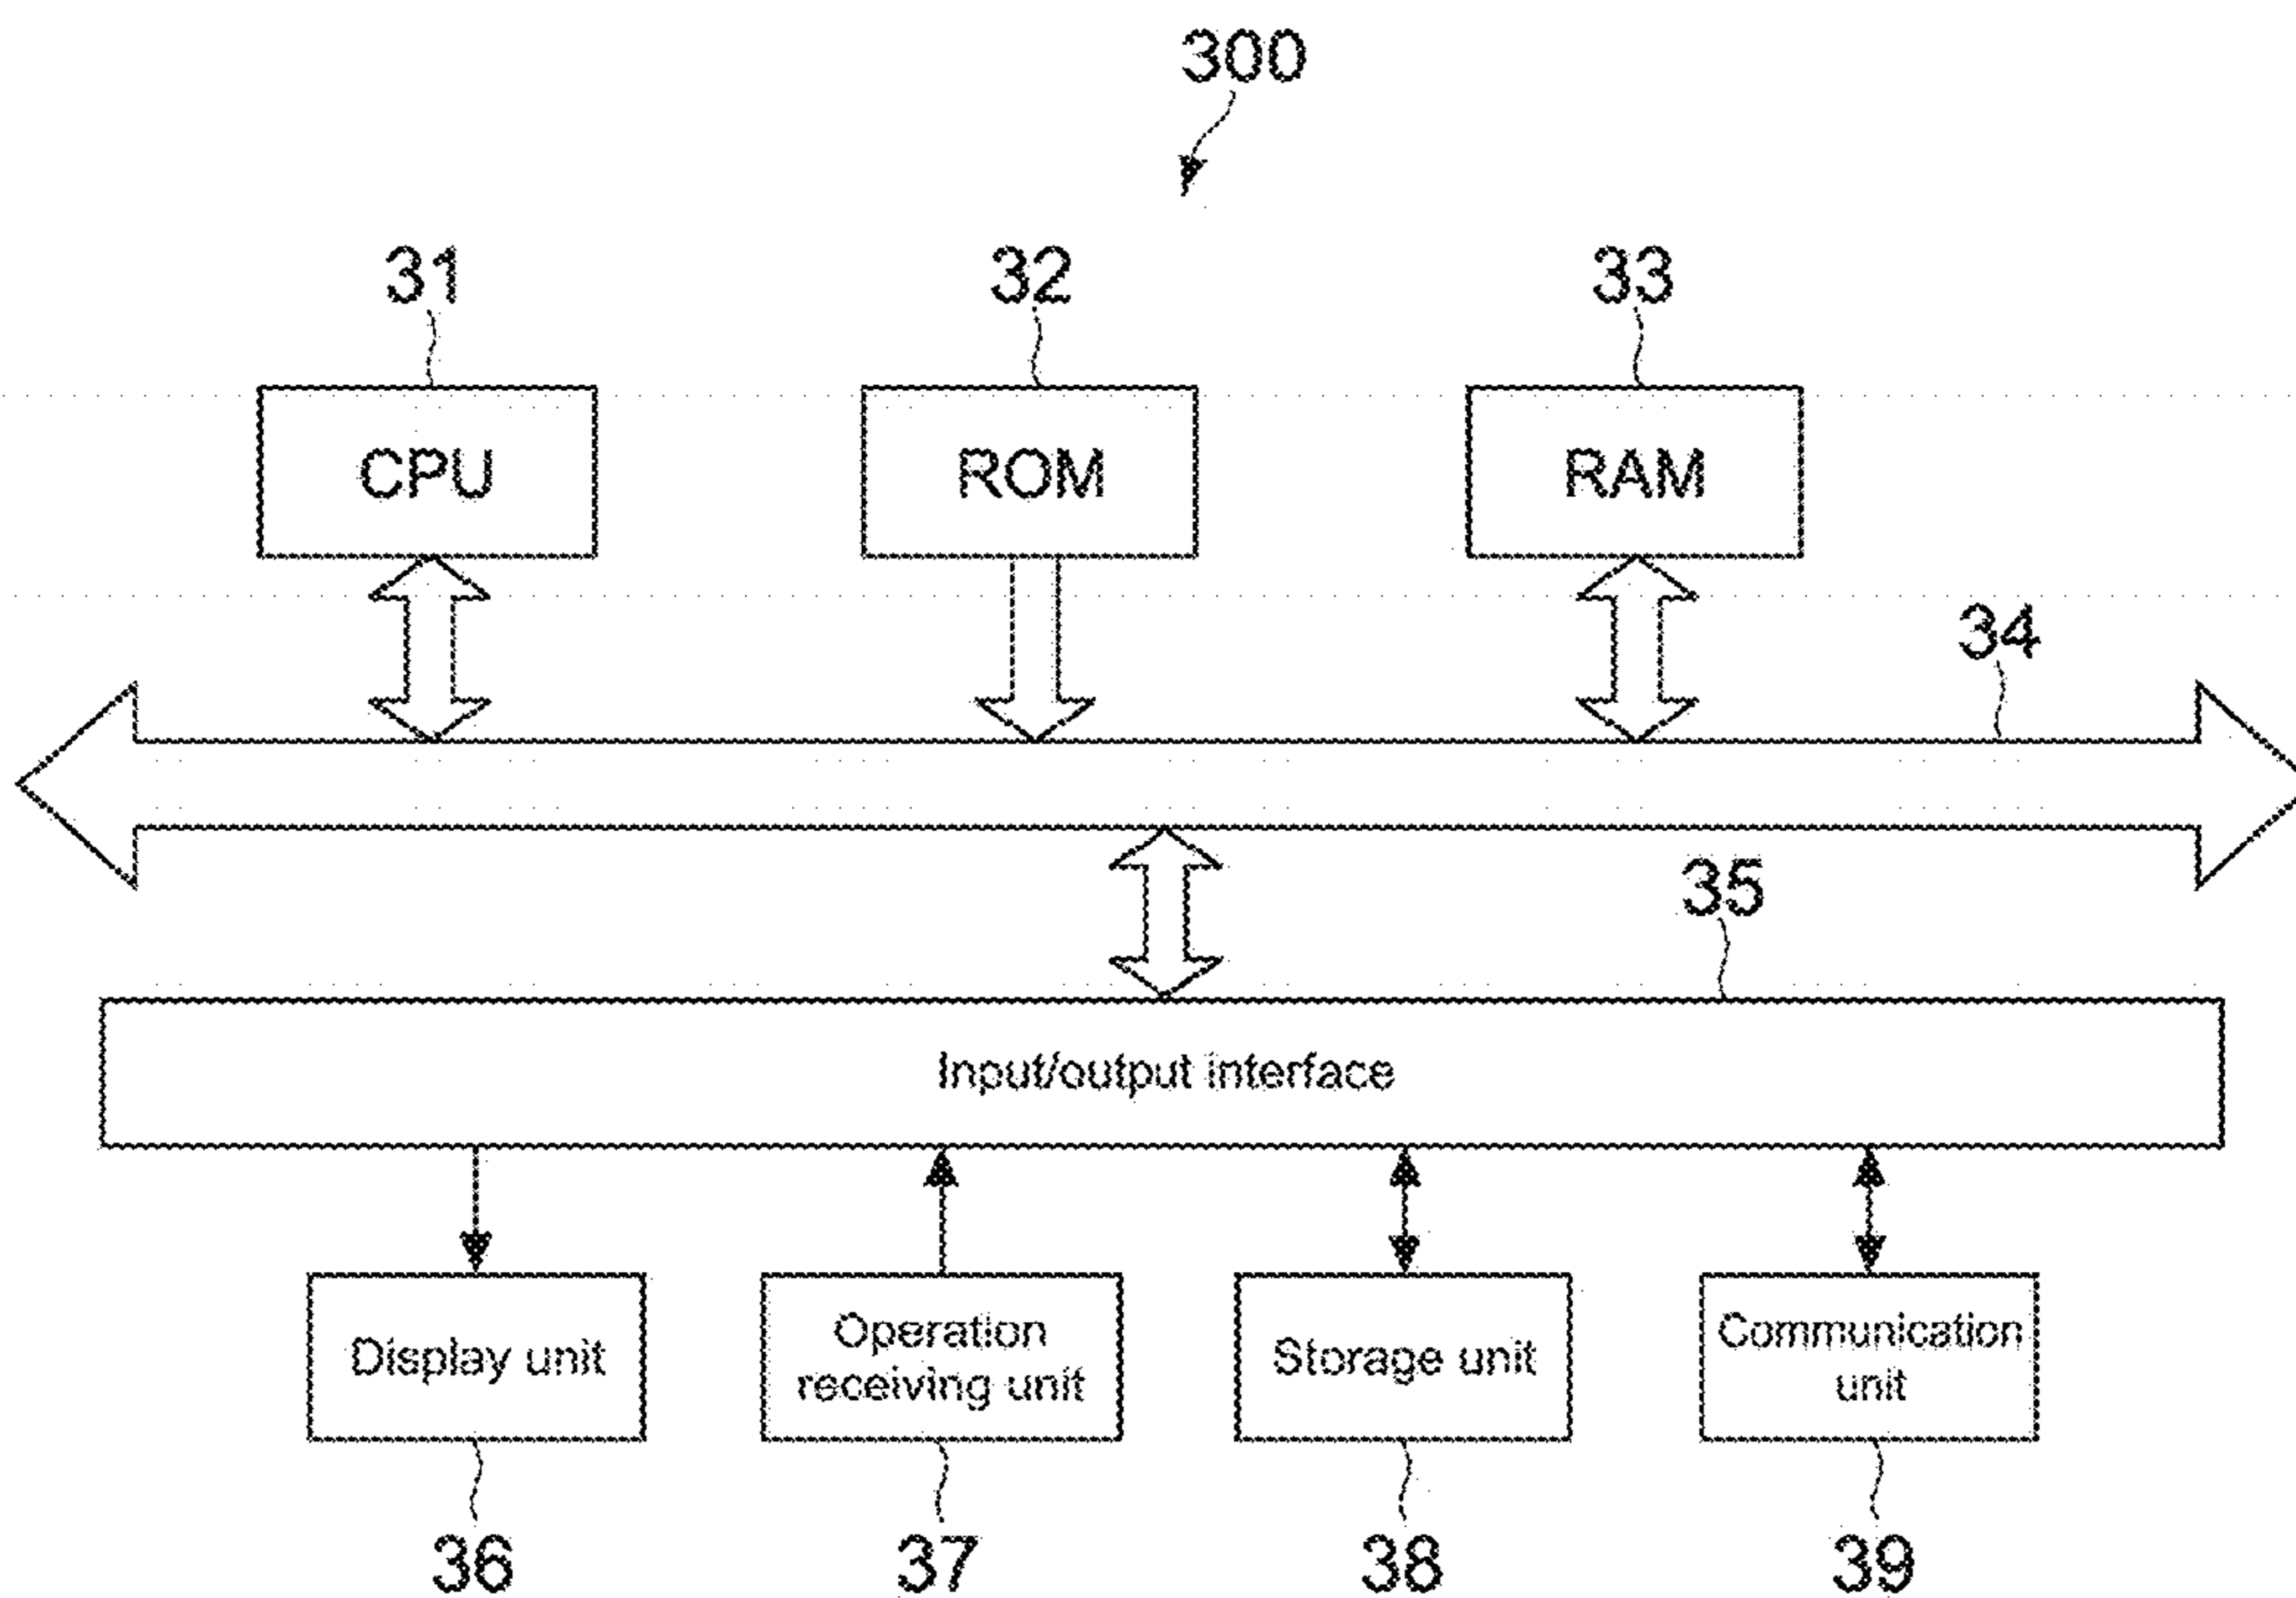 300
31
32
33
CPU
ROM
RAM
34
35
Input/output interface
Display unit
Operation
receiving unit
Storage unit
Communication
unit
36
37
38
39